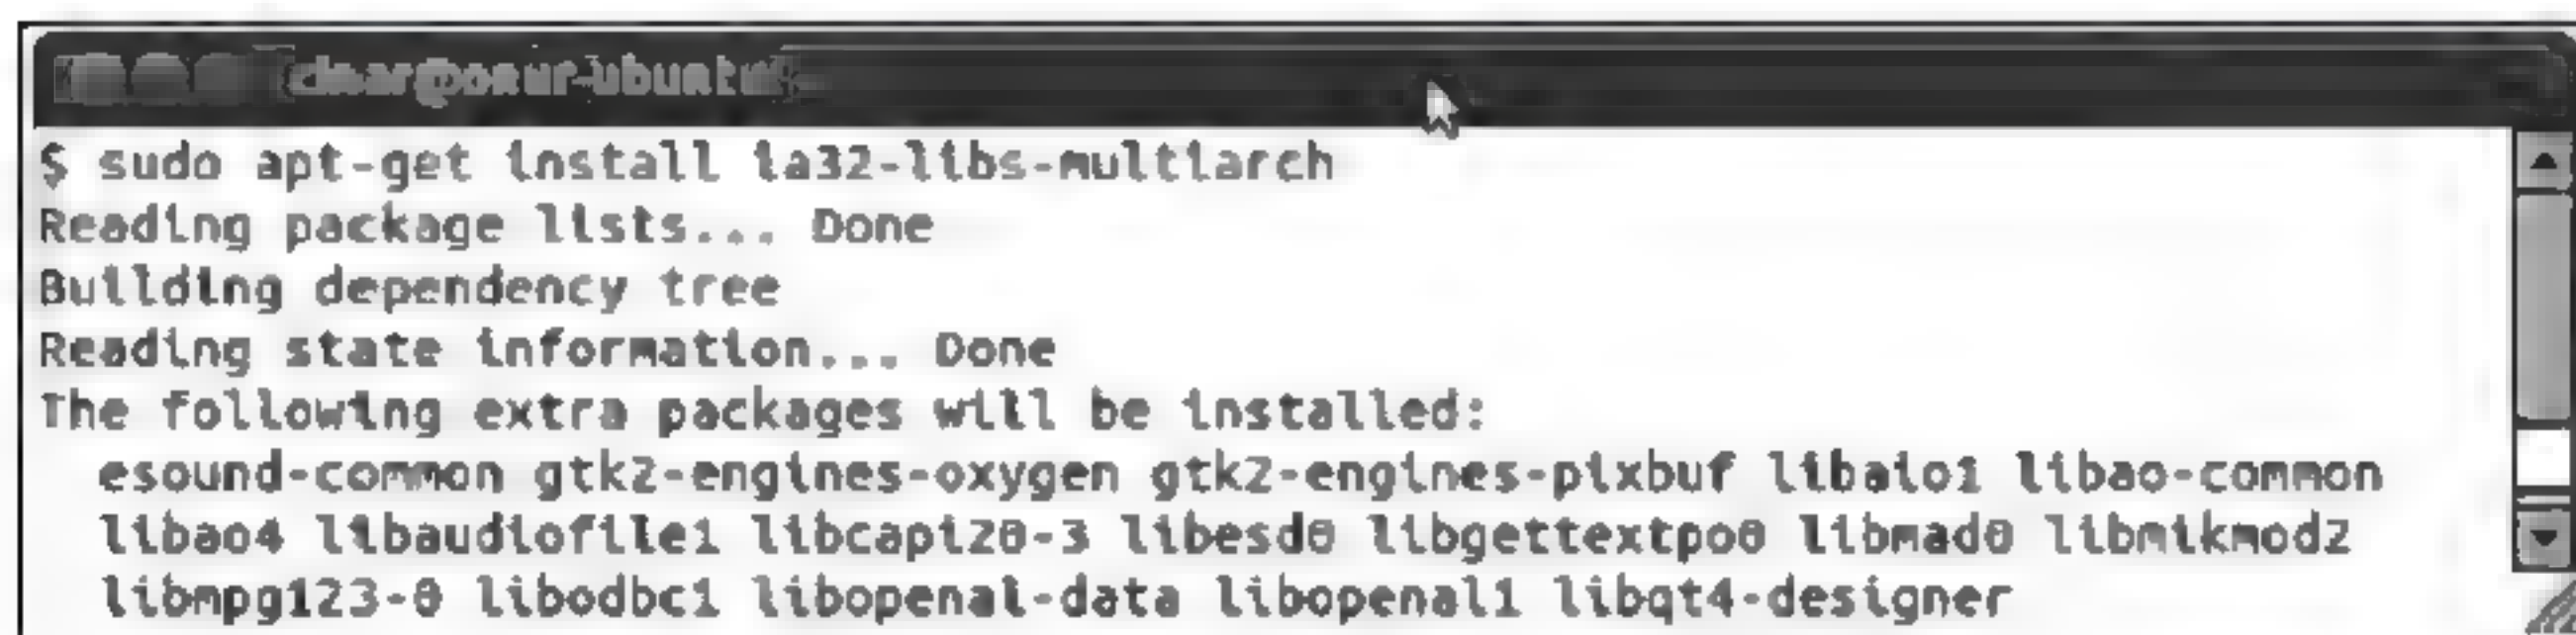 $ sudo apt-get install ia32-libs-multiarch
Reading package lists... Done
Building dependency tree
Reading state information... Done
The following extra packages will be installed:
esound-common gtk2-engines-oxygen gtk2-engines-pixbuf libaio1 libao-common
libao4 libaudiofile1 libcapi20-3 libesd0 libgettextpo0 libmad0 libmikmod2
libmpg123-0 libodbc1 libopenal-data libopenal1 libqt4-designer